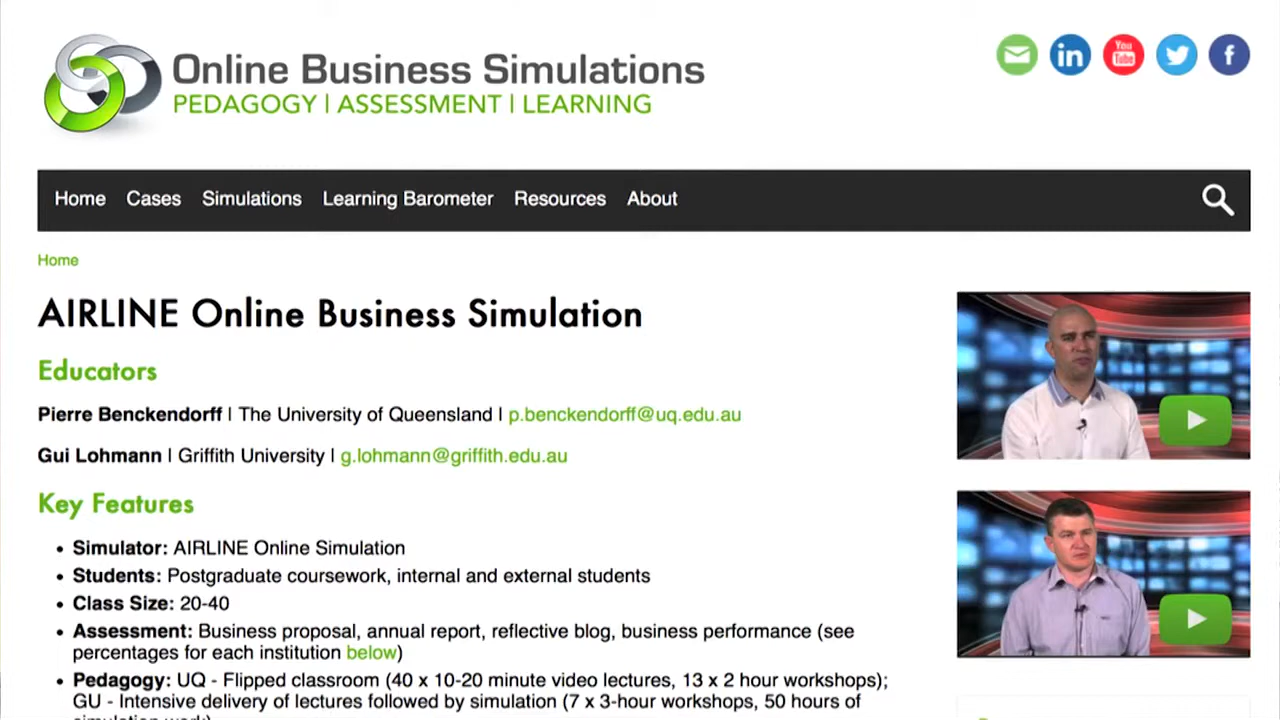 Online Business Simulations
PEDAGOGY | ASSESSMENT | LEARNING
You
Tube
Home Cases Simulations Learning Barometer Resources About
Home
AIRLINE Online Business Simulation
Educators
Pierre Benckendorff | The University of Queensland | p.benckendorff@uq.edu.au
Gui Lohmann | Griffith University | g.lohmann@griffith.edu.au
Key Features
• Simulator: AIRLINE Online Simulation
• Students: Postgraduate coursework, internal and external students
• Class Size: 20-40
• Assessment: Business proposal, annual report, reflective blog, business performance (see
percentages for each institution below)
• Pedagogy: UQ - Flipped classroom (40 x 10-20 minute video lectures, 13 x 2 hour workshops);
GU - Intensive delivery of lectures followed by simulation (7 x 3-hour workshops, 50 hours of
simulation work)